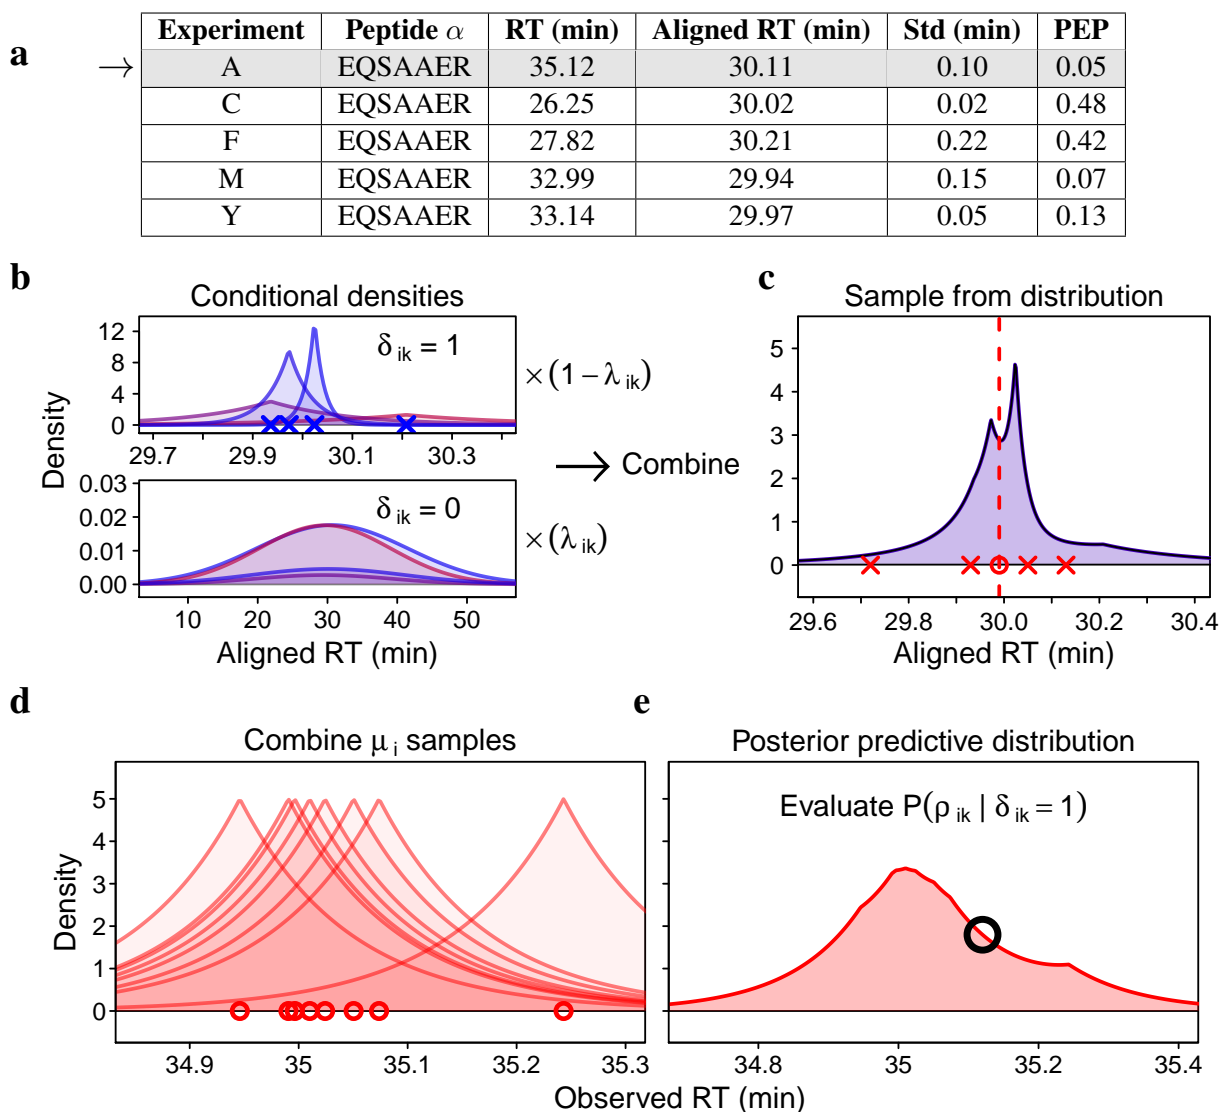 a
Experiment Peptide α RT (min) Aligned RT (min) Std (min) PEP
→ A EQSAAER 35.12 30.11 0.10 0.05
C EQSAAER 26.25 30.02 0.02 0.48
F EQSAAER 27.82 30.21 0.22 0.42
M EQSAAER 32.99 29.94 0.15 0.07
Y EQSAAER 33.14 29.97 0.05 0.13
b
Conditional densities
Density
12
8
4
0
δ ik = 1
×(1 − λ ik)
29.7 29.9 30.1 30.3
→ Combine
0.03
0.02
0.01
0.00
δ ik = 0
×(λ ik)
10 20 30 40 50
Aligned RT (min)
c
Sample from distribution
5
4
3
2
1
0
29.6 29.8 30.0 30.2 30.4
Aligned RT (min)
d
Combine μ i samples
Density
5
4
3
2
1
0
34.9 35 35.1 35.2 35.3
e
Posterior predictive distribution
Evaluate P(ρ ik | δ ik = 1)
34.8 35 35.2 35.4
Observed RT (min)